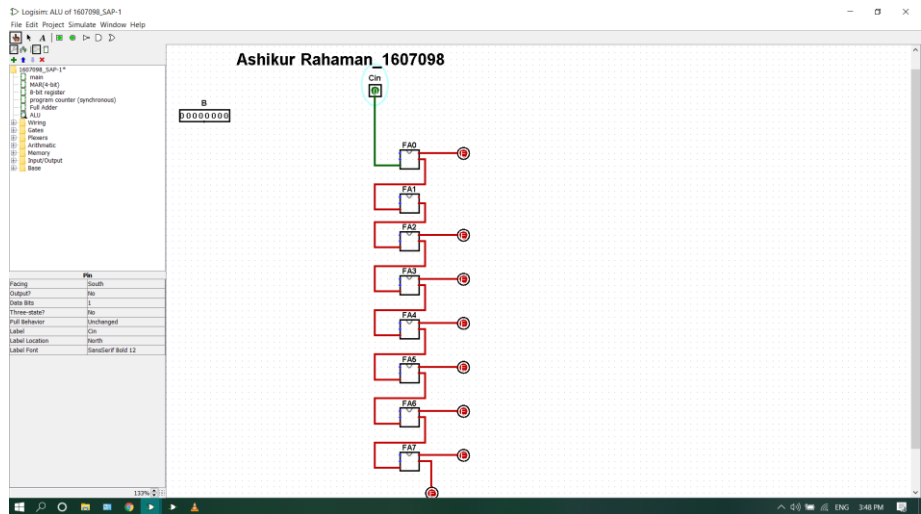 Logisim: ALU of 1607098_SAP-1
File Edit Project Simulate Window Help
1607098_SAP-1*
main
MAR(4-bit)
8-bit register
program counter (synchronous)
Full Adder
ALU
Wiring
Gates
Plexers
Arithmetic
Memory
Input/Output
Base
Pin
Facing South
Output? No
Data Bits 1
Three-state? No
Pull Behavior Unchanged
Label Cin
Label Location North
Label Font SansSerif Bold 12
133%
Ashikur Rahaman_1607098
Cin
B
00000000
FA0
FA1
FA2
FA3
FA4
FA5
FA6
FA7
ENG 3:48 PM